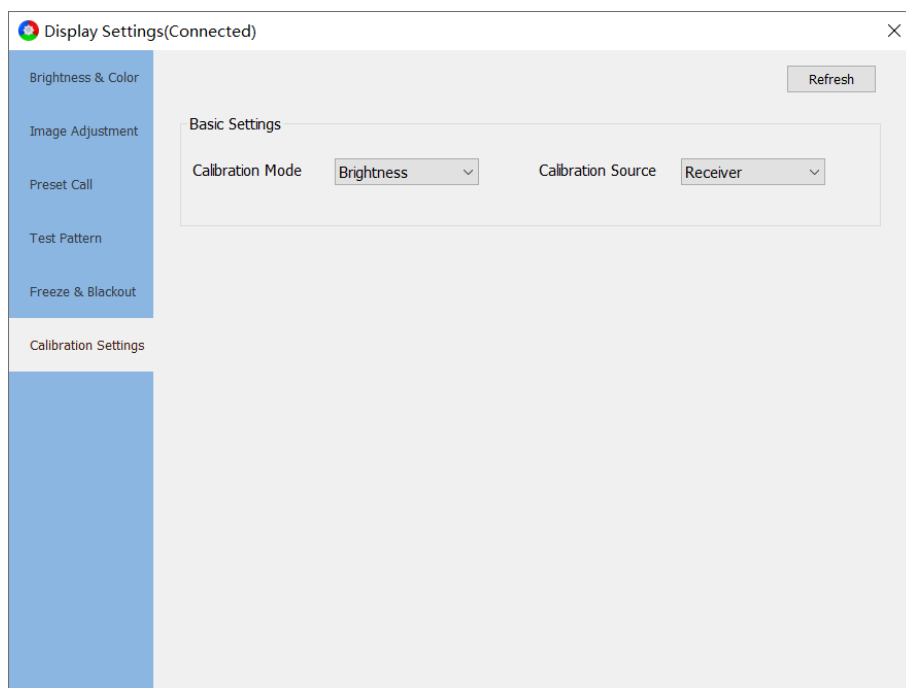 Display Settings(Connected)
Brightness & Color
Image Adjustment
Preset Call
Test Pattern
Freeze & Blackout
Calibration Settings
Refresh
Basic Settings
Calibration Mode Brightness Calibration Source Receiver